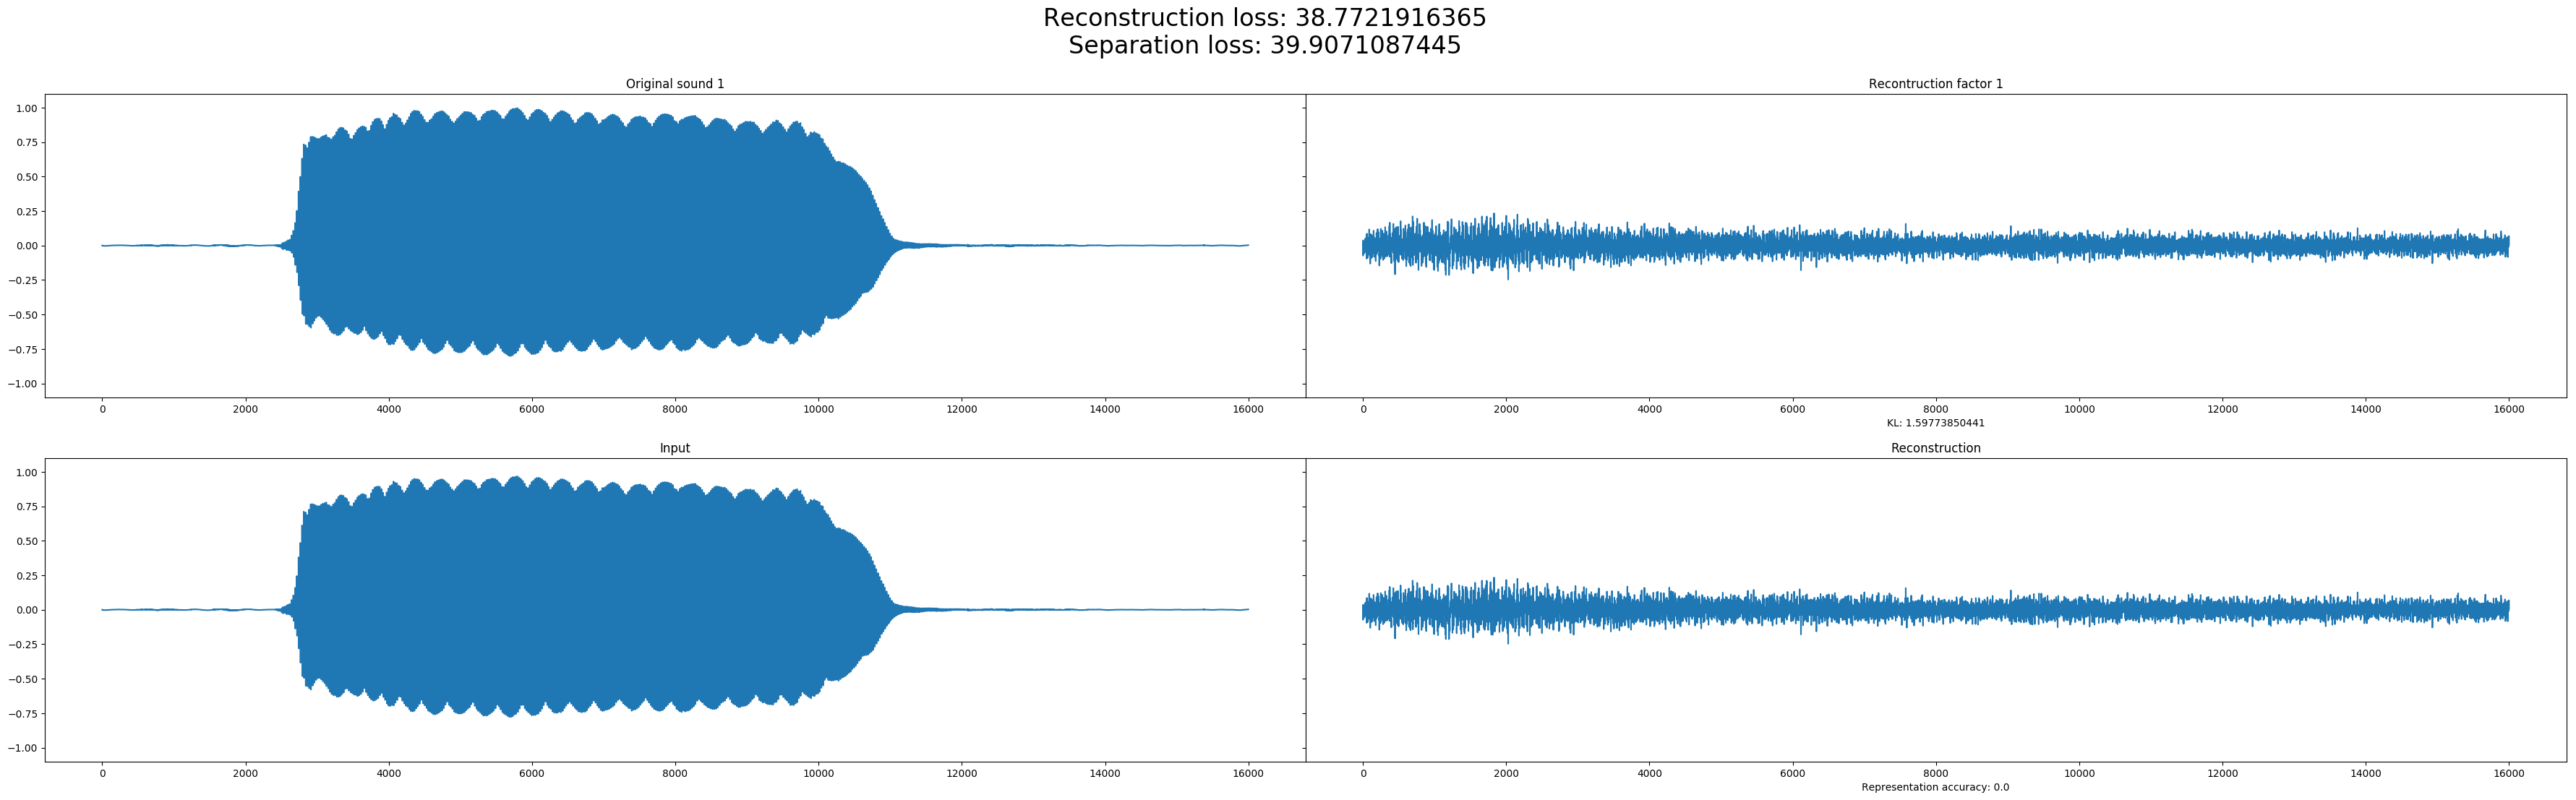 Reconstruction loss: 38.7721916365
Separation loss: 39.9071087445
Original sound 1
Recontruction factor 1
1.00
0.75
0.50
0.25
0.00
−0.25
−0.50
−0.75
−1.00
0 2000 4000 6000 8000 10000 12000 14000 16000
0 2000 4000 6000 8000 10000 12000 14000 16000
KL: 1.59773850441
Input
Reconstruction
1.00
0.75
0.50
0.25
0.00
−0.25
−0.50
−0.75
−1.00
0 2000 4000 6000 8000 10000 12000 14000 16000
0 2000 4000 6000 8000 10000 12000 14000 16000
Representation accuracy: 0.0